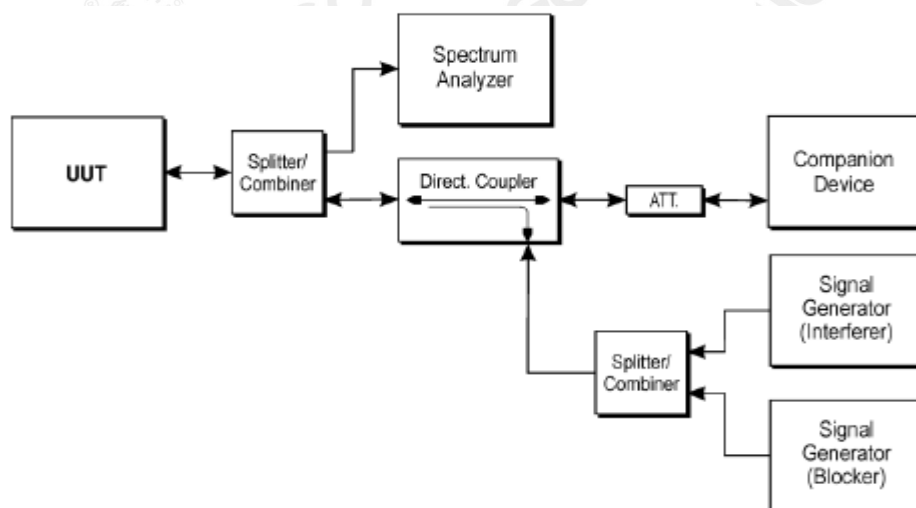 Spectrum
Analyzer
UUT
Splitter/
Combiner
Direct. Coupler
ATT.
Companion
Device
Signal
Generator
(Interferer)
Splitter/
Combiner
Signal
Generator
(Blocker)